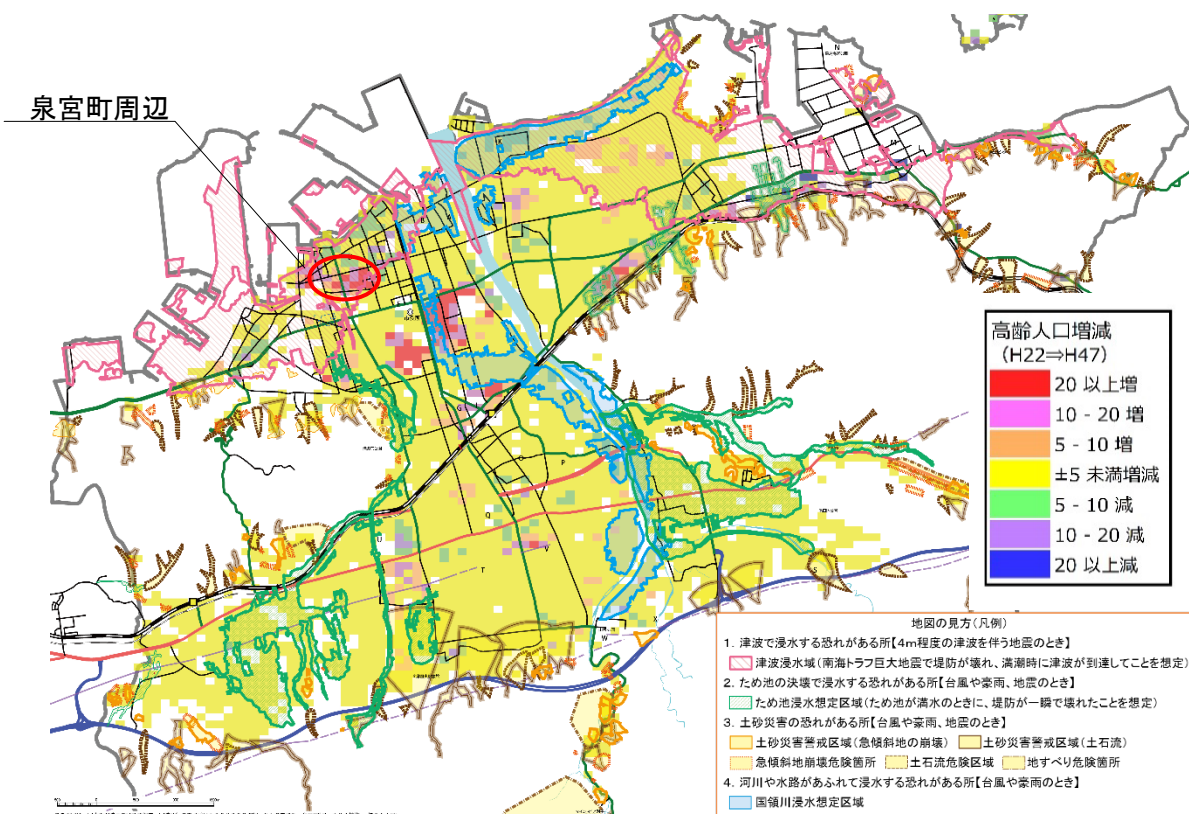 泉宮町周辺
N
B
G
P
O
Q
U
V
T
S
X
W
高齢人口増減
(H22⇒H47)
20 以上増
10 - 20 増
5 - 10 増
±5 未満増減
5 - 10 減
10 - 20 減
20 以上減
地図の見方(凡例)
1. 津波で浸水する恐れがある所【4m程度の津波を伴う地震のとき】
津波浸水域(南海トラフ巨大地震で堤防が壊れ、満潮時に津波が到達してことを想定)
2. ため池の決壊で浸水する恐れがある所【台風や豪雨、地震のとき】
ため池浸水想定区域(ため池が満水のときに、堤防が一瞬で壊れたことを想定)
3. 土砂災害の恐れがある所【台風や豪雨、地震のとき】
土砂災害警戒区域(急傾斜地の崩壊) 土砂災害警戒区域(土石流)
急傾斜地崩壊危険箇所 土石流危険区域 地すべり危険箇所
4. 河川や水路があふれて浸水する恐れがある所【台風や豪雨のとき】
国領川浸水想定区域